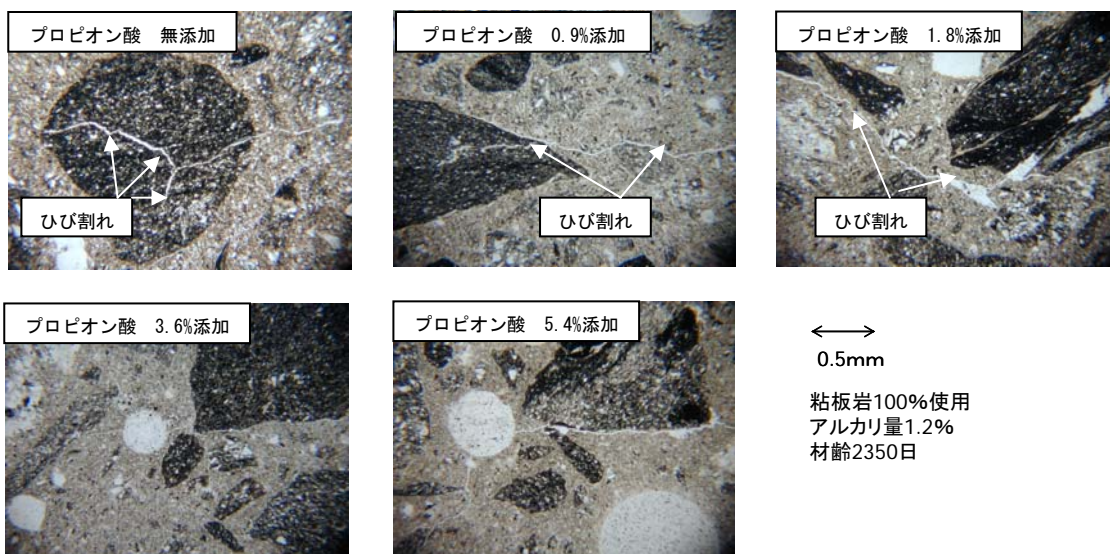 プロピオン酸 無添加
ひび割れ
プロピオン酸 0.9%添加
ひび割れ
プロピオン酸 1.8%添加
ひび割れ
プロピオン酸 3.6%添加
プロピオン酸 5.4%添加
0.5mm
粘板岩100%使用
アルカリ量1.2%
材齢2350日